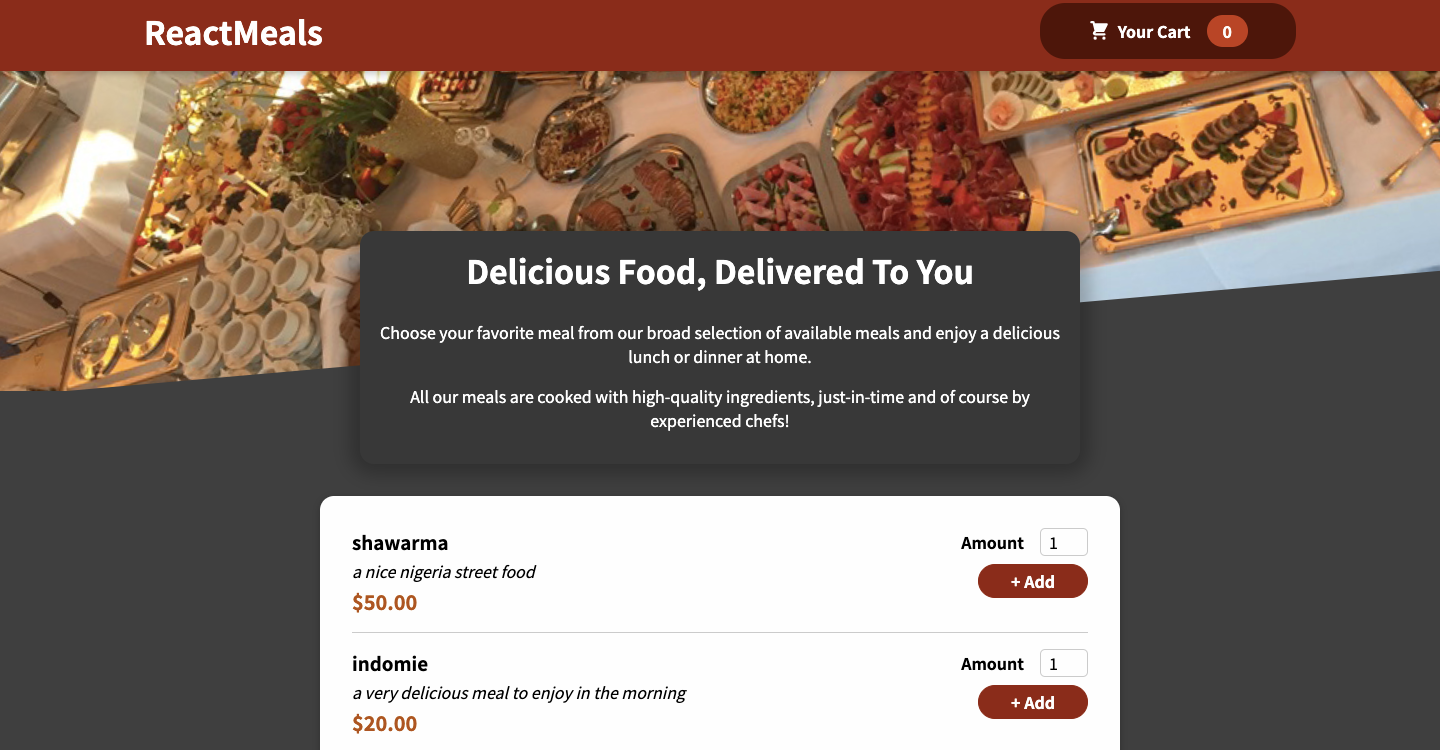 ReactMeals
Your Cart 0
Delicious Food, Delivered To You
Choose your favorite meal from our broad selection of available meals and enjoy a delicious
lunch or dinner at home.
All our meals are cooked with high-quality ingredients, just-in-time and of course by
experienced chefs!
shawarma
a nice nigeria street food
$50.00
Amount 1
+ Add
indomie
a very delicious meal to enjoy in the morning
$20.00
Amount 1
+ Add